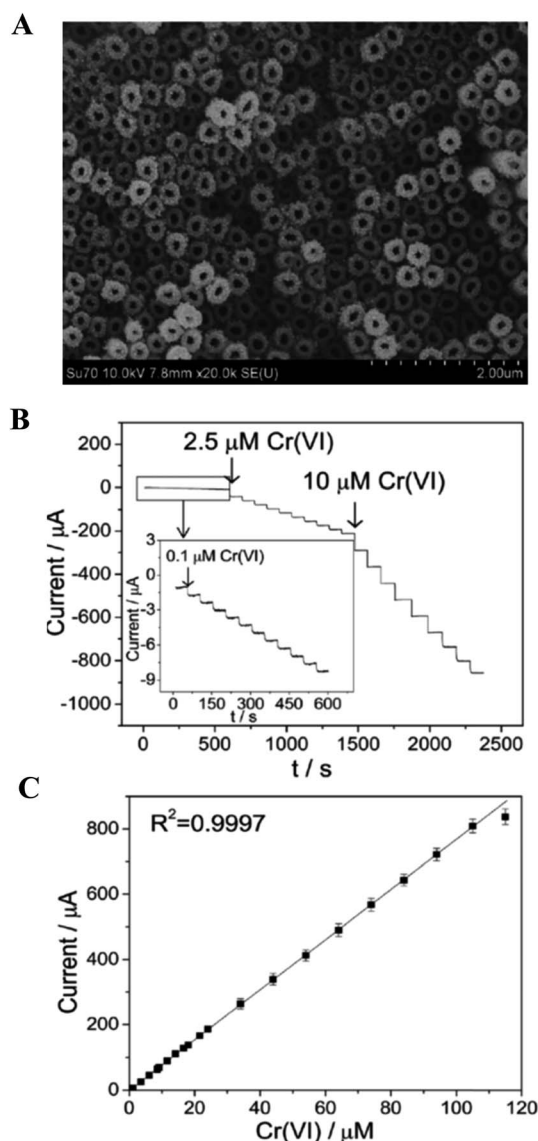 A
Su70 10.0kV 7.8mm x20.0k SE(U)
2.00um
B
200
0
-200
-400
-600
-800
-1000
Current / μA
2.5 μM Cr(VI)
10 μM Cr(VI)
3
0
-3
-6
-9
Current / μA
0.1 μM Cr(VI)
0 150 300 450 600
t / s
0 500 1000 1500 2000 2500
t / s
C
R²=0.9997
800
600
400
200
0
Current / μA
0 20 40 60 80 100 120
Cr(VI) / μM